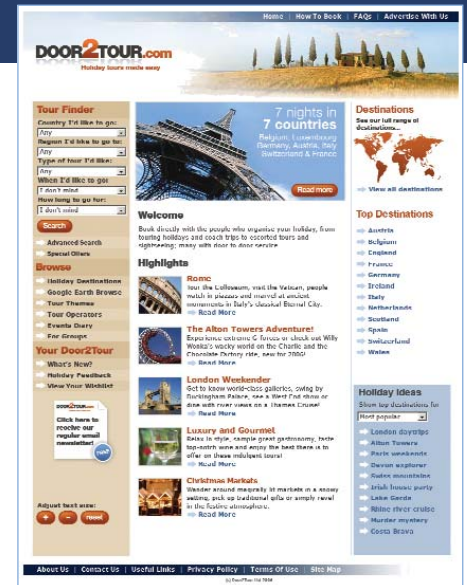 Home | How To Book | FAQs | Advertise With Us
DOOR2TOUR.com
Holiday tours made easy
Tour Finder
Country I'd like to go:
Any
Region I'd like to go to:
Any
Type of tour I'd like:
Any
When I'd like to go:
I don't mind
How long to go for:
I don't mind
Search
Advanced Search
Special Offers
Browse
Holiday Destinations
Google Earth Browse
Tour Themes
Tour Operators
Events Diary
For Groups
Your Door2Tour
What's New?
Holiday Feedback
View Your Wishlist
DOOR2TOUR.com
Click here to
receive our
regular email
newsletter!
Adjust text size:
+ - reset
7 nights in
7 countries
Belgium, Luxembourg
Germany, Austria, Italy
Switzerland & France
Read more
Welcome
Book directly with the people who organise your holiday, from
touring holidays and coach trips to escorted tours and
sightseeing; many with door to door service
Highlights
Rome
Tour the Colloseum, visit the Vatican, people
watch in piazzas and marvel at ancient
monuments in Italy's classical Eternal City.
Read More
The Alton Towers Adventure!
Experience extreme G forces or check out Willy
Wonka's wacky world on the Charlie and the
Chocolate Factory ride, new for 2006!
Read More
London Weekender
Get to know world-class galleries, swing by
Buckingham Palace, see a West End show or
dine with river views on a Thames Cruise!
Read More
Luxury and Gourmet
Relax in style, sample great gastronomy, taste
top-notch wine and enjoy the best there is to
offer on these indulgent tours!
Read More
Christmas Markets
Wander around magically lit markets in a snowy
setting, pick up traditional gifts or simply revel
in the festive atmosphere.
Read More
Destinations
See our full range of
destinations...
View all destinations
Top Destinations
Austria
Belgium
England
France
Germany
Ireland
Italy
Netherlands
Scotland
Spain
Switzerland
Wales
Holiday Ideas
Show top destinations for
Most popular
London daytrips
Alton Towers
Paris weekends
Devon explorer
Swiss mountains
Irish house party
Lake Garda
Rhine river cruise
Murder mystery
Costa Brava
About Us | Contact Us | Useful Links | Privacy Policy | Terms Of Use | Site Map